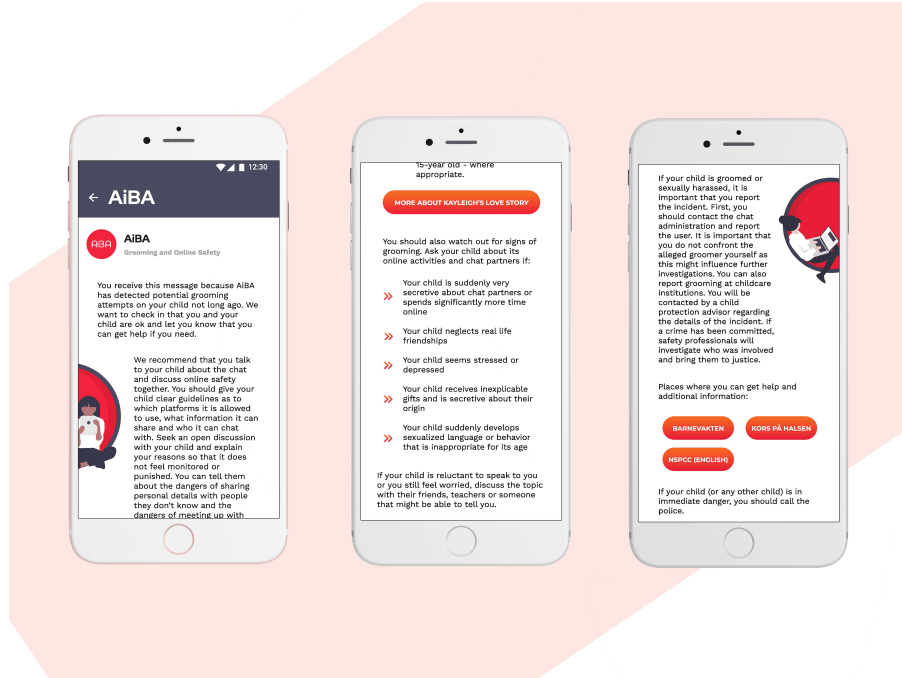 12:30
AiBA
ABA
AiBA
Grooming and Online Safety
You receive this message because AiBA
has detected potential grooming
attempts on your child not long ago. We
want to check in that you and your
child are ok and let you know that you
can get help if you need.
We recommend that you talk
to your child about the chat
and discuss online safety
together. You should give your
child clear guidelines as to
which platforms it is allowed
to use, what information it can
share and who it can chat
with. Seek an open discussion
with your child and explain
your reasons so that it does
not feel monitored or
punished. You can tell them
about the dangers of sharing
personal details with people
they don't know and the
dangers of meeting up with
15-year old - where
appropriate.
MORE ABOUT KAYLEIGH'S LOVE STORY
You should also watch out for signs of
grooming. Ask your child about its
online activities and chat partners if:
Your child is suddenly very
secretive about chat partners or
spends significantly more time
online
Your child neglects real life
friendships
Your child seems stressed or
depressed
Your child receives inexplicable
gifts and is secretive about their
origin
Your child suddenly develops
sexualized language or behavior
that is inappropriate for its age
If your child is reluctant to speak to you
or you still feel worried, discuss the topic
with their friends, teachers or someone
that might be able to tell you.
If your child is groomed or
sexually harassed, it is
important that you report
the incident. First, you
should contact the chat
administration and report
the user. It is important that
you do not confront the
alleged groomer yourself as
this might influence further
investigations. You can also
report grooming at childcare
institutions. You will be
contacted by a child
protection advisor regarding
the details of the incident. If
a crime has been committed,
safety professionals will
investigate who was involved
and bring them to justice.
Places where you can get help and
additional information:
BARNEVAKTEN
KORS PÅ HALSEN
NSPCC (ENGLISH)
If your child (or any other child) is in
immediate danger, you should call the
police.